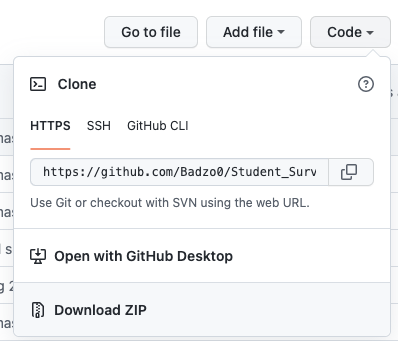 Go to file
Add file
Code
Clone
HTTPS
SSH
GitHub CLI
https://github.com/Badzo0/Student_Surv
Use Git or checkout with SVN using the web URL.
Open with GitHub Desktop
Download ZIP